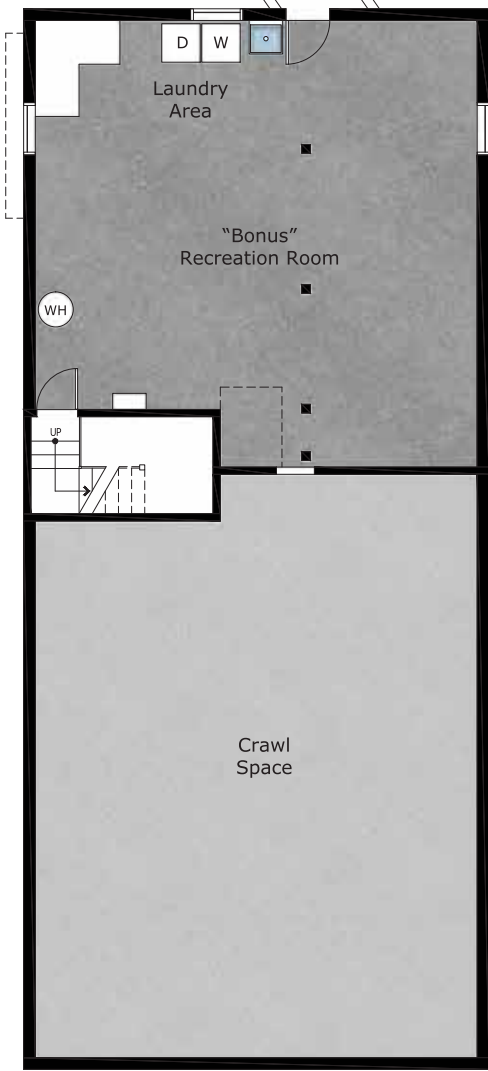 D W
Laundry
Area
“Bonus”
Recreation Room
WH
UP
Crawl
Space